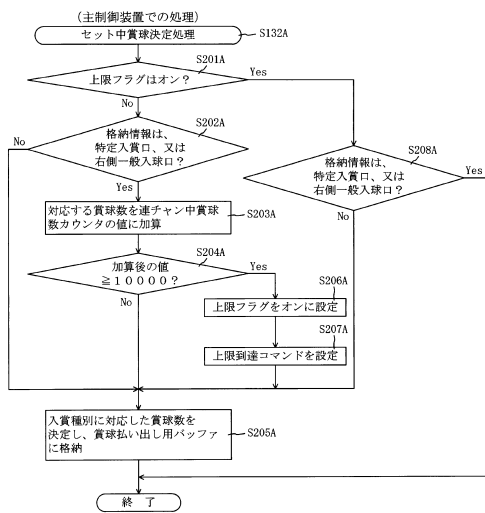 (主制御装置での処理)
セット中賞球決定処理
S132A
S201A
上限フラグはオン？
Yes
No
S202A
格納情報は、
特定入賞口、又は
右側一般入球口？
No
Yes
S208A
格納情報は、
特定入賞口、又は
右側一般入球口？
Yes
No
対応する賞球数を連チャン中賞球
数カウンタの値に加算
S203A
S204A
加算後の値
≧１００００？
Yes
No
S206A
上限フラグをオンに設定
S207A
上限到達コマンドを設定
入賞種別に対応した賞球数を
決定し、賞球払い出し用バッファ
に格納
S205A
終 了